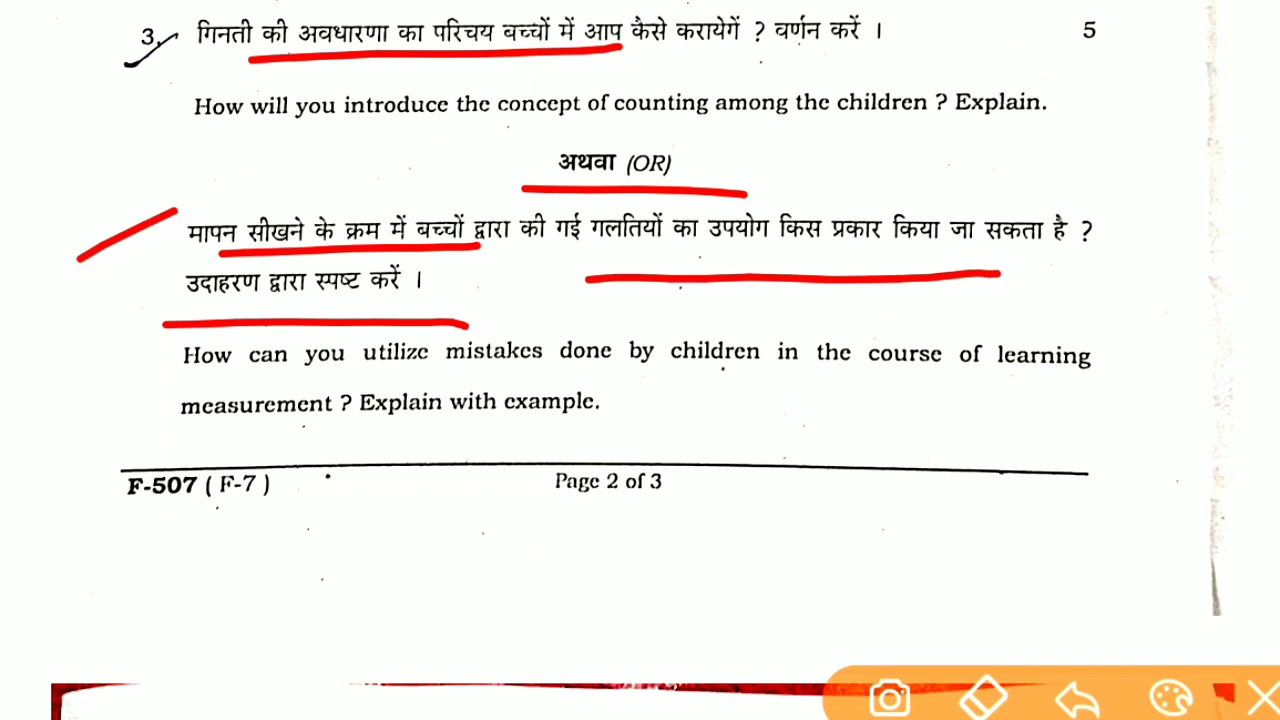 3. गिनती की अवधारणा का परिचय बच्चों में आप कैसे करायेगें ? वर्णन करें । 5
How will you introduce the concept of counting among the children ? Explain.
अथवा (OR)
मापन सीखने के क्रम में बच्चों द्वारा की गई गलतियों का उपयोग किस प्रकार किया जा सकता है ?
उदाहरण द्वारा स्पष्ट करें ।
How can you utilize mistakes done by children in the course of learning
measurement ? Explain with example.
F-507 ( F-7 ) Page 2 of 3